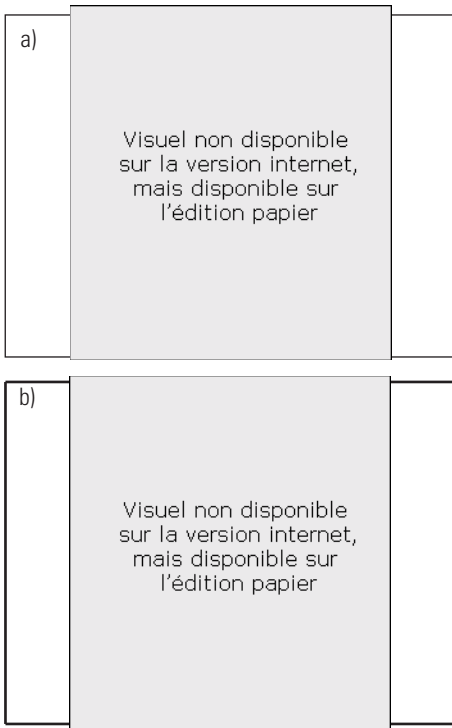 a)
Visuel non disponible
sur la version internet,
mais disponible sur
l'édition papier
b)
Visuel non disponible
sur la version internet,
mais disponible sur
l'édition papier